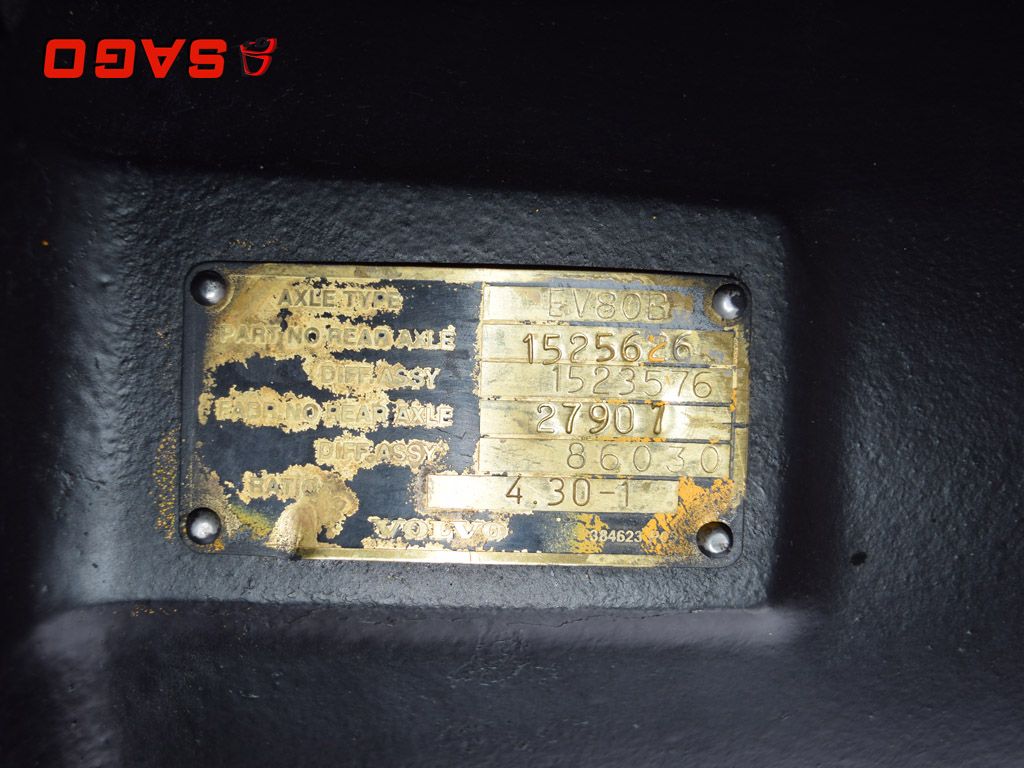 SAGO
AXLE TYPE EV80B
PART NO REAR AXLE 1525626
DIFF. ASSY 1523576
FABR. NO REAR AXLE 27907
DIFF. ASSY 86030
RATIO 4.30-1
VOLVO 384623